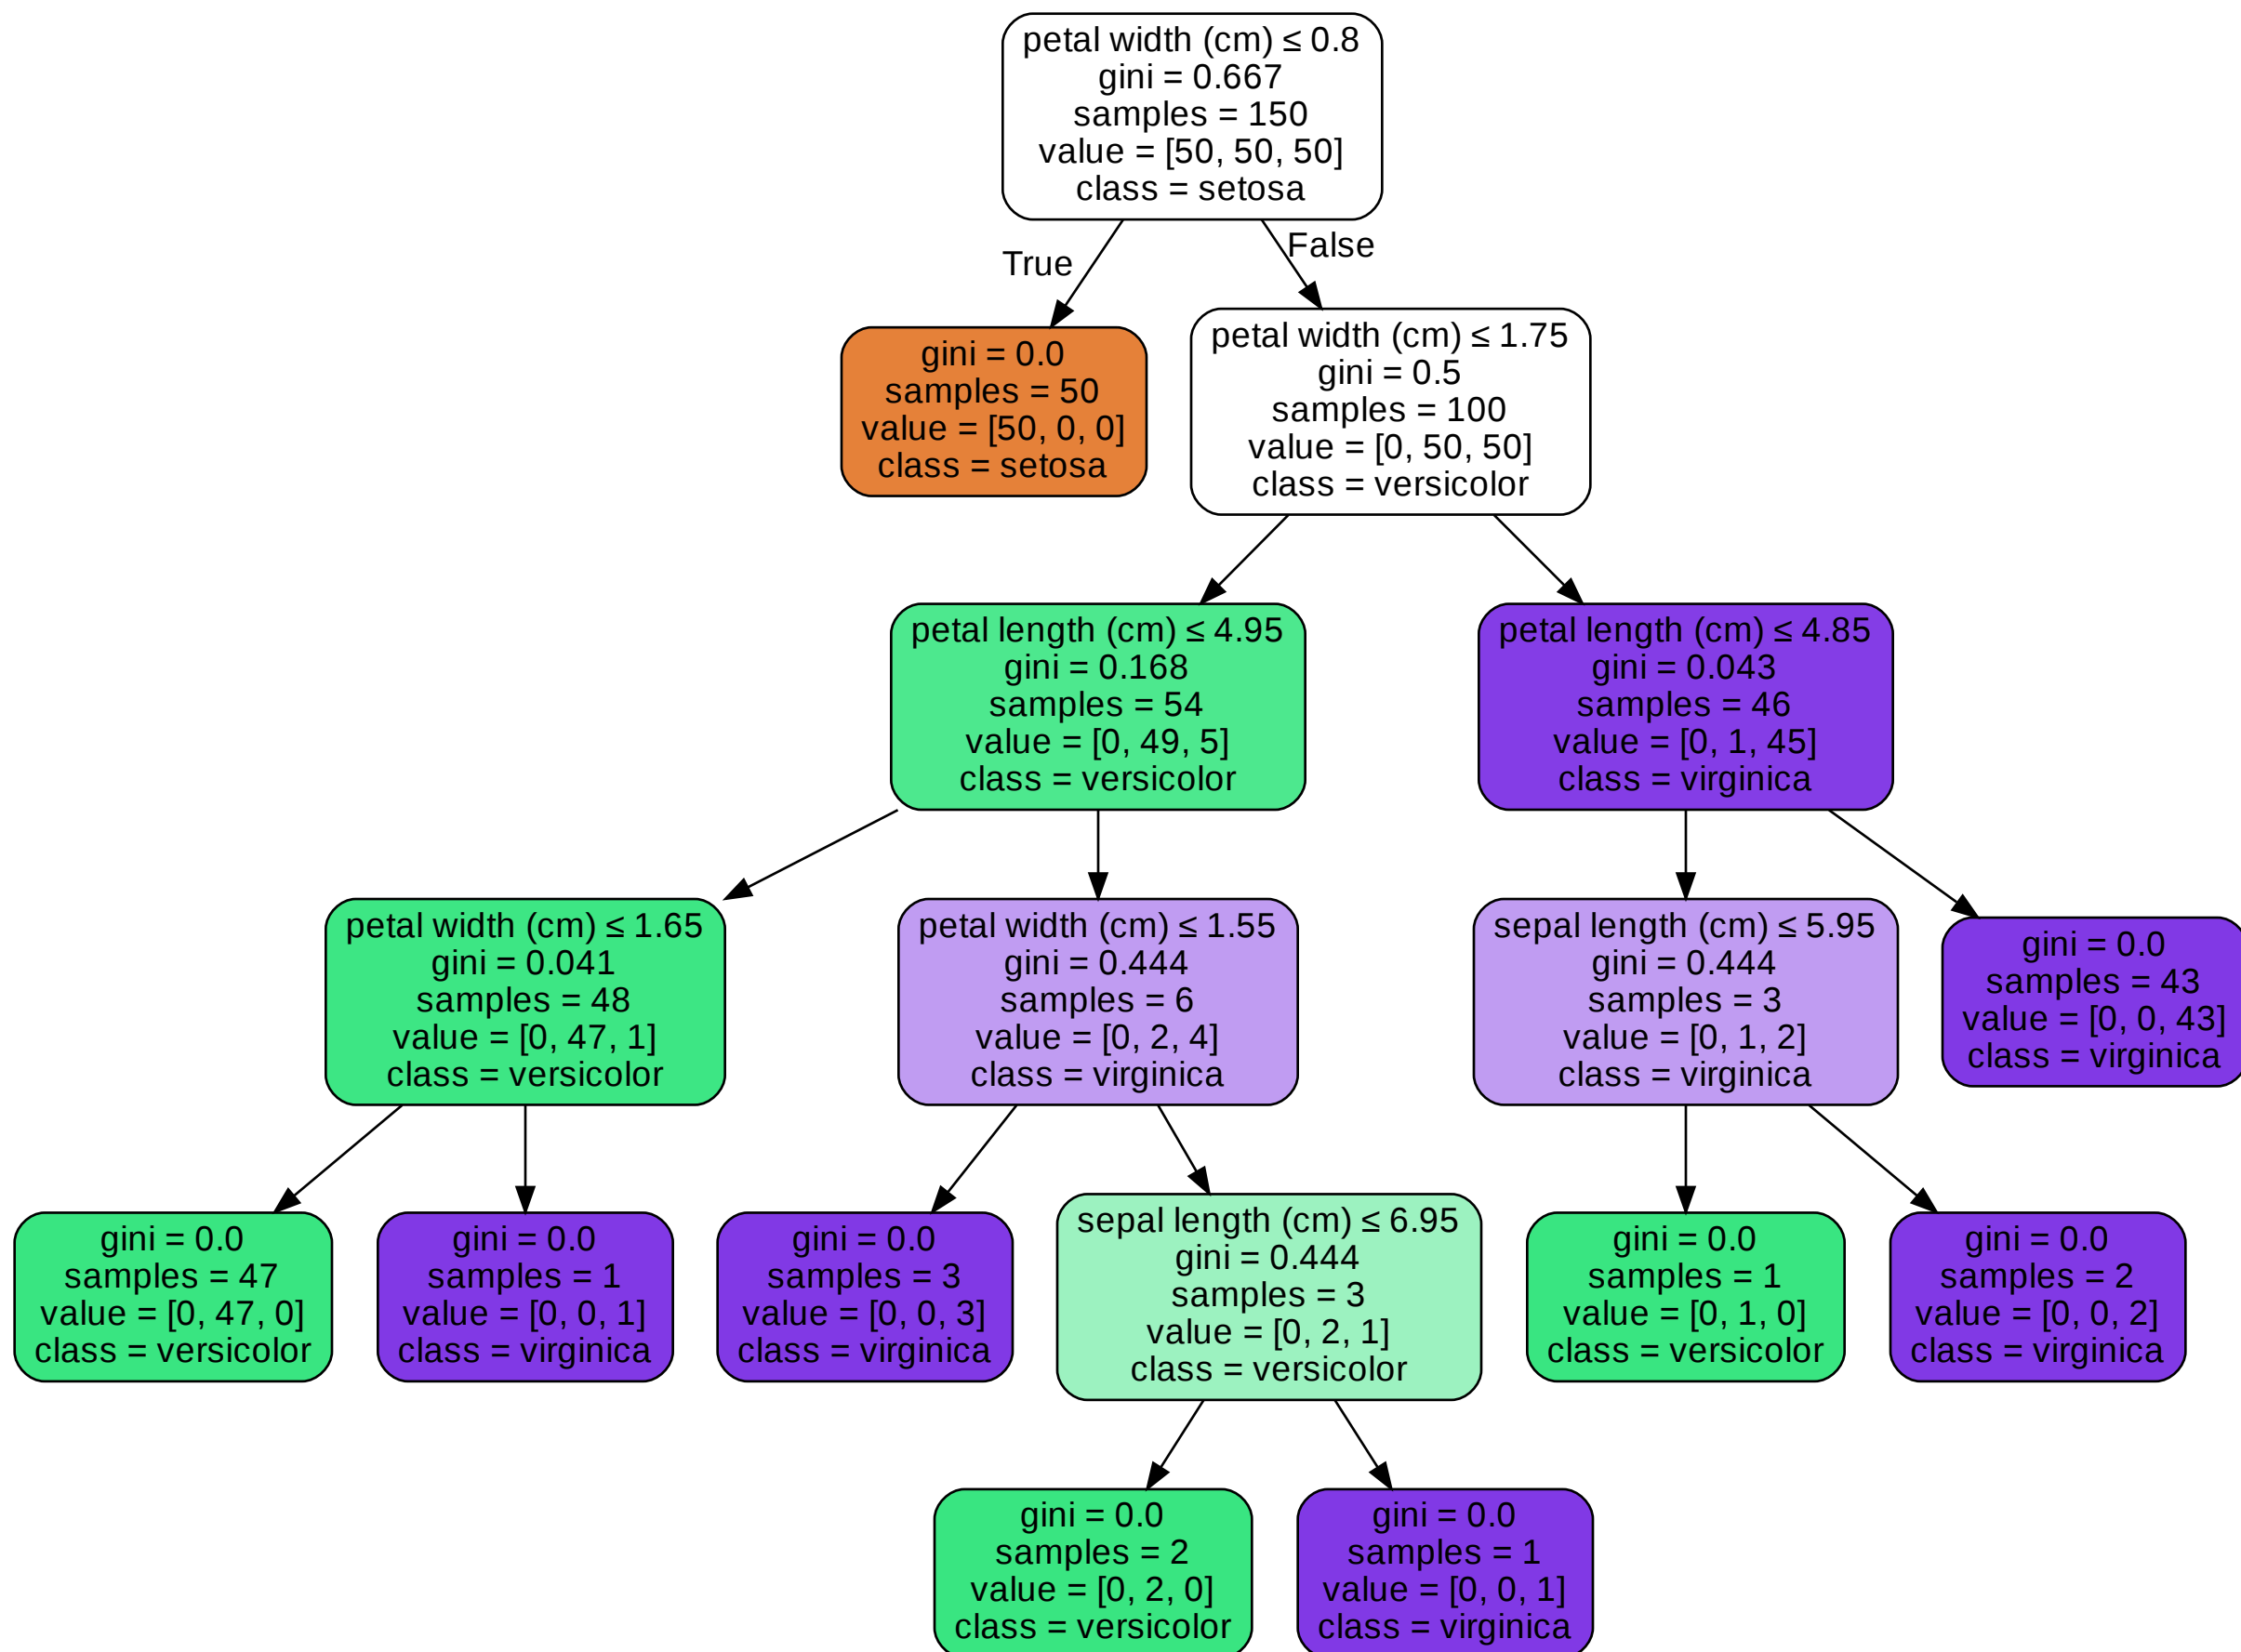 petal width (cm) ≤ 0.8
gini = 0.667
samples = 150
value = [50, 50, 50]
class = setosa
True
False
gini = 0.0
samples = 50
value = [50, 0, 0]
class = setosa
petal width (cm) ≤ 1.75
gini = 0.5
samples = 100
value = [0, 50, 50]
class = versicolor
petal length (cm) ≤ 4.95
gini = 0.168
samples = 54
value = [0, 49, 5]
class = versicolor
petal length (cm) ≤ 4.85
gini = 0.043
samples = 46
value = [0, 1, 45]
class = virginica
petal width (cm) ≤ 1.65
gini = 0.041
samples = 48
value = [0, 47, 1]
class = versicolor
petal width (cm) ≤ 1.55
gini = 0.444
samples = 6
value = [0, 2, 4]
class = virginica
sepal length (cm) ≤ 5.95
gini = 0.444
samples = 3
value = [0, 1, 2]
class = virginica
gini = 0.0
samples = 43
value = [0, 0, 43]
class = virginica
gini = 0.0
samples = 47
value = [0, 47, 0]
class = versicolor
gini = 0.0
samples = 1
value = [0, 0, 1]
class = virginica
gini = 0.0
samples = 3
value = [0, 0, 3]
class = virginica
sepal length (cm) ≤ 6.95
gini = 0.444
samples = 3
value = [0, 2, 1]
class = versicolor
gini = 0.0
samples = 1
value = [0, 1, 0]
class = versicolor
gini = 0.0
samples = 2
value = [0, 0, 2]
class = virginica
gini = 0.0
samples = 2
value = [0, 2, 0]
class = versicolor
gini = 0.0
samples = 1
value = [0, 0, 1]
class = virginica